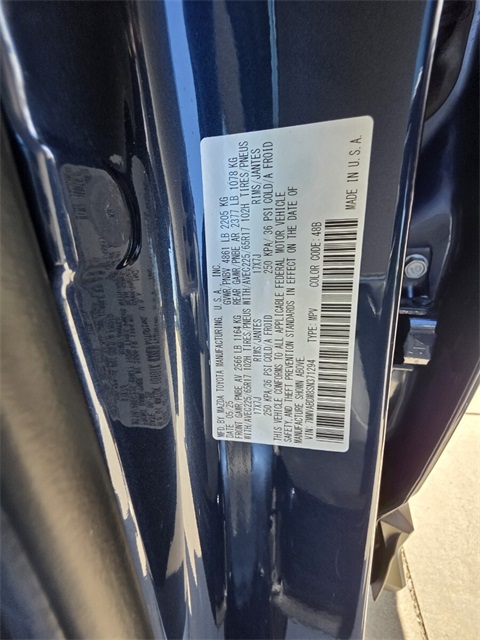 MFD.BY MAZDA TOYOTA MANUFACTURING, U.S.A., INC.
DATE 05/25 GVWR/PNBV 4861 LB 2205 KG
FRONT GAWR/PNBE AV 2566 LB 1164 KG REAR GAWR/PNBE AR 2377 LB 1078 KG
WITH/AVEC225/65R17 102H TIRES/PNEUS WITH/AVEC225/65R17 102H TIRES/PNEUS
17X7J RIMS/JANTES 17X7J RIMS/JANTES
250 KPA/36 PSI COLD/A FROID 250 KPA/36 PSI COLD/A FROID
THIS VEHICLE CONFORMS TO ALL APPLICABLE FEDERAL MOTOR VEHICLE
SAFETY,AND THEFT PREVENTION STANDARDS IN EFFECT ON THE DATE OF
MANUFACTURE SHOWN ABOVE.
VIN: TYPE: MPV COLOR CODE: 48B
MADE IN U.S.A.